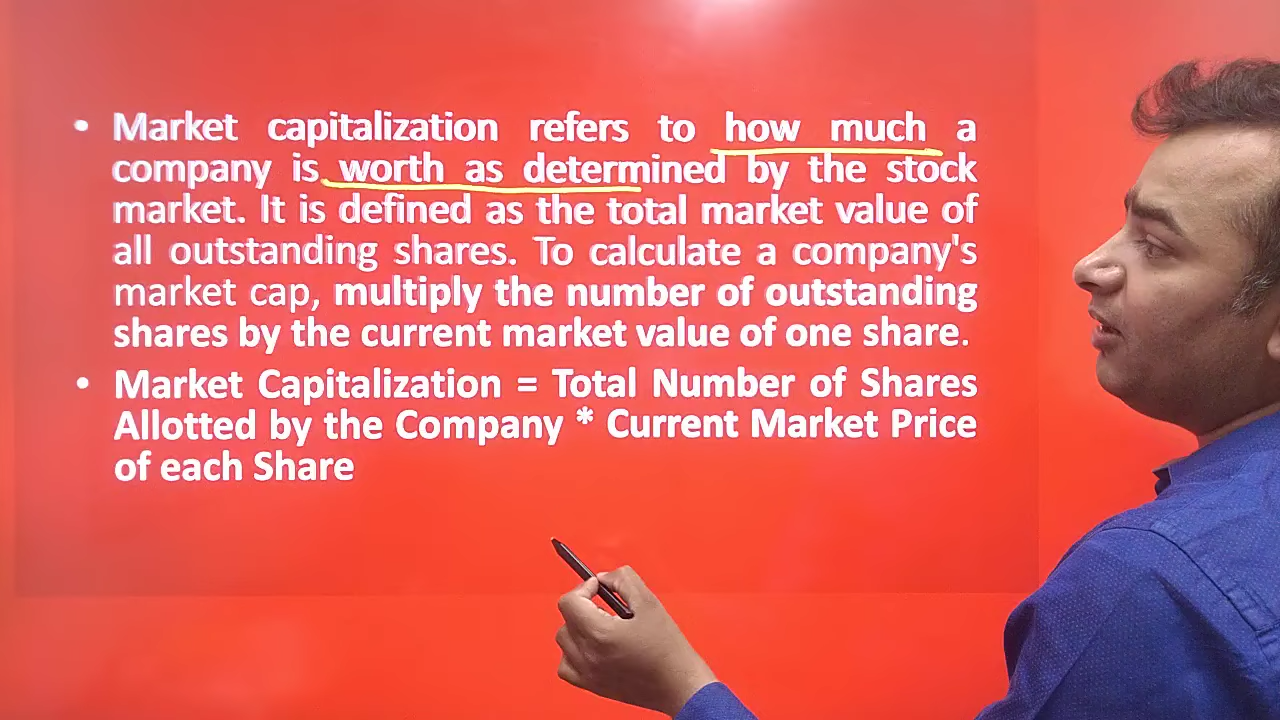 • Market capitalization refers to how much a
company is worth as determined by the stock
market. It is defined as the total market value of
all outstanding shares. To calculate a company's
market cap, multiply the number of outstanding
shares by the current market value of one share.
• Market Capitalization = Total Number of Shares
Allotted by the Company * Current Market Price
of each Share